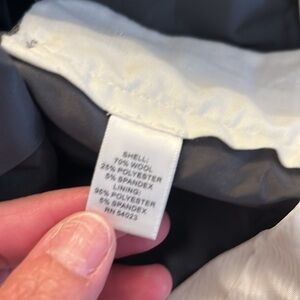 SHELL:
70% WOOL
25% POLYESTER
5% SPANDEX
LINING:
95% POLYESTER
5% SPANDEX
RN 54023